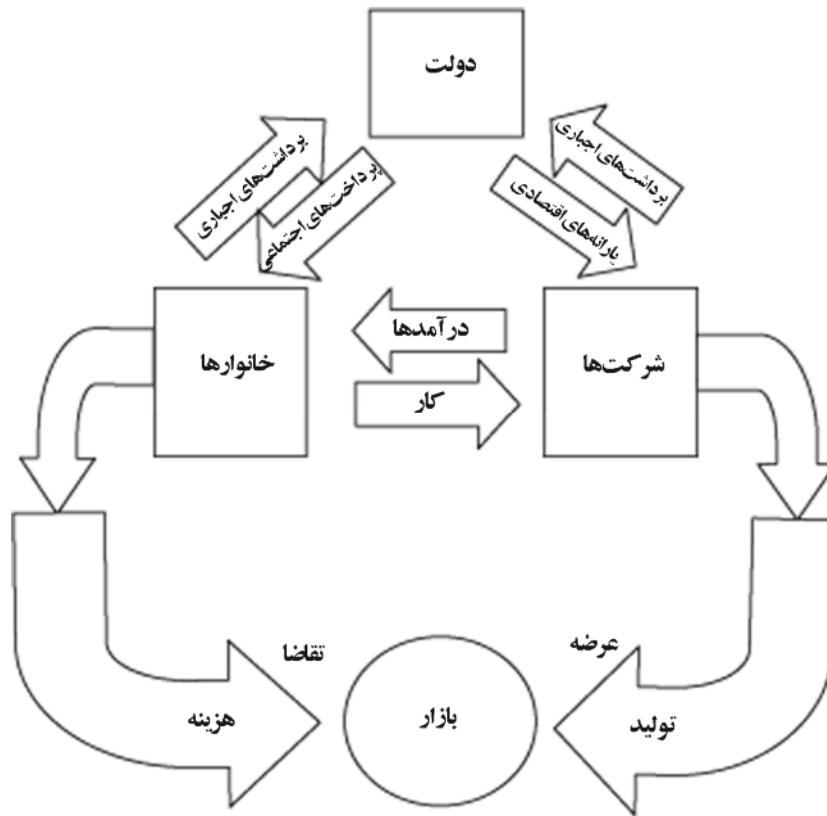 دولت
برداشت‌های اجباری
پرداخت‌های اجتماعی
برداشت‌های اجباری
یارانه‌های اقتصادی
خانوارها
درآمدها
کار
شرکت‌ها
تقاضا
عرضه
هزینه
بازار
تولید